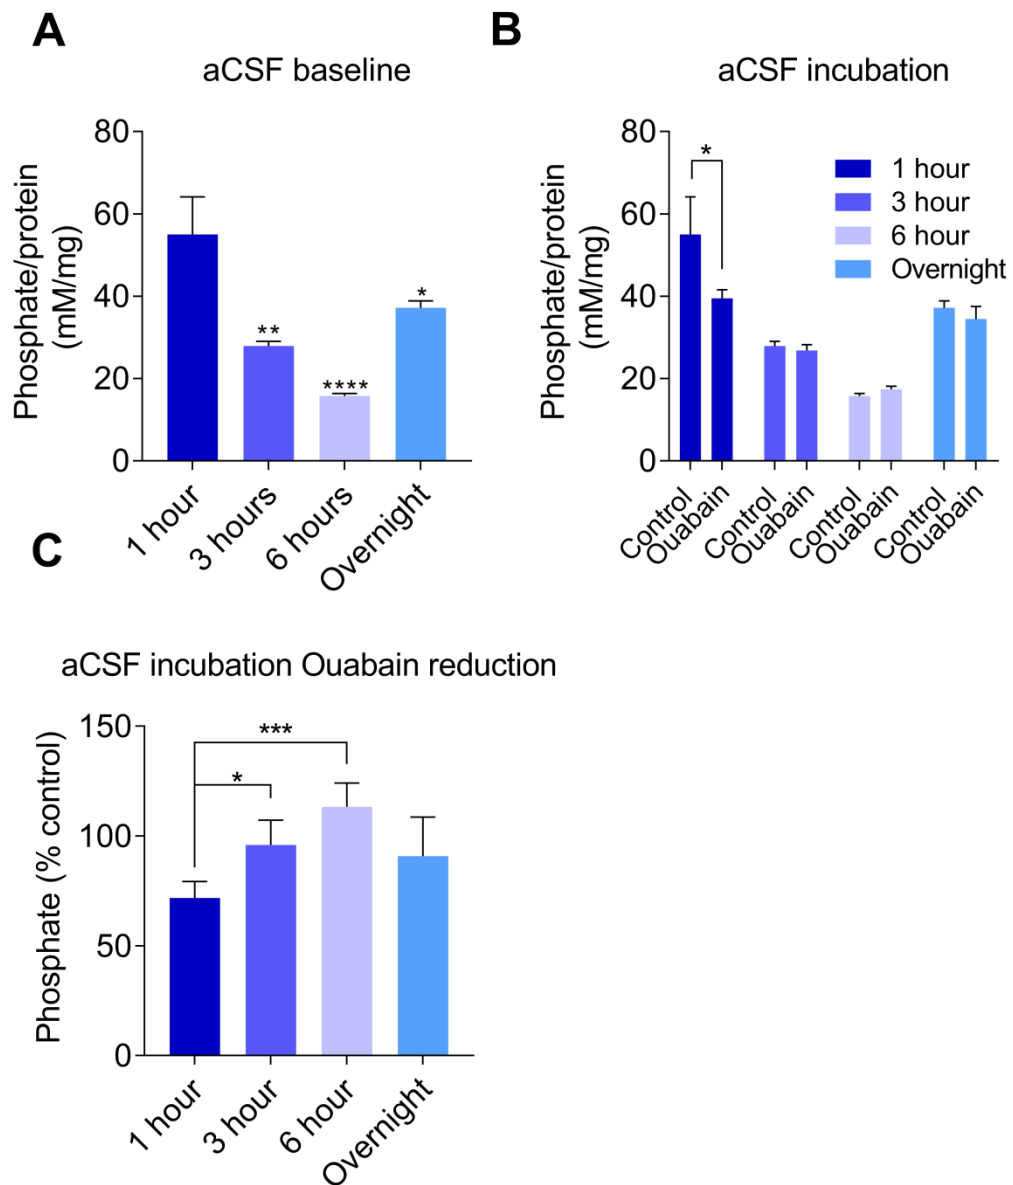 A
aCSF baseline
Phosphate/protein
(mM/mg)
80
60
40
20
0
**
****
*
1 hour
3 hours
6 hours
Overnight
B
aCSF incubation
Phosphate/protein
(mM/mg)
80
60
40
20
0
*
1 hour
3 hour
6 hour
Overnight
Control
Ouabain
Control
Ouabain
Control
Ouabain
Control
Ouabain
C
aCSF incubation Ouabain reduction
Phosphate (% control)
150
100
50
0
***
*
1 hour
3 hour
6 hour
Overnight